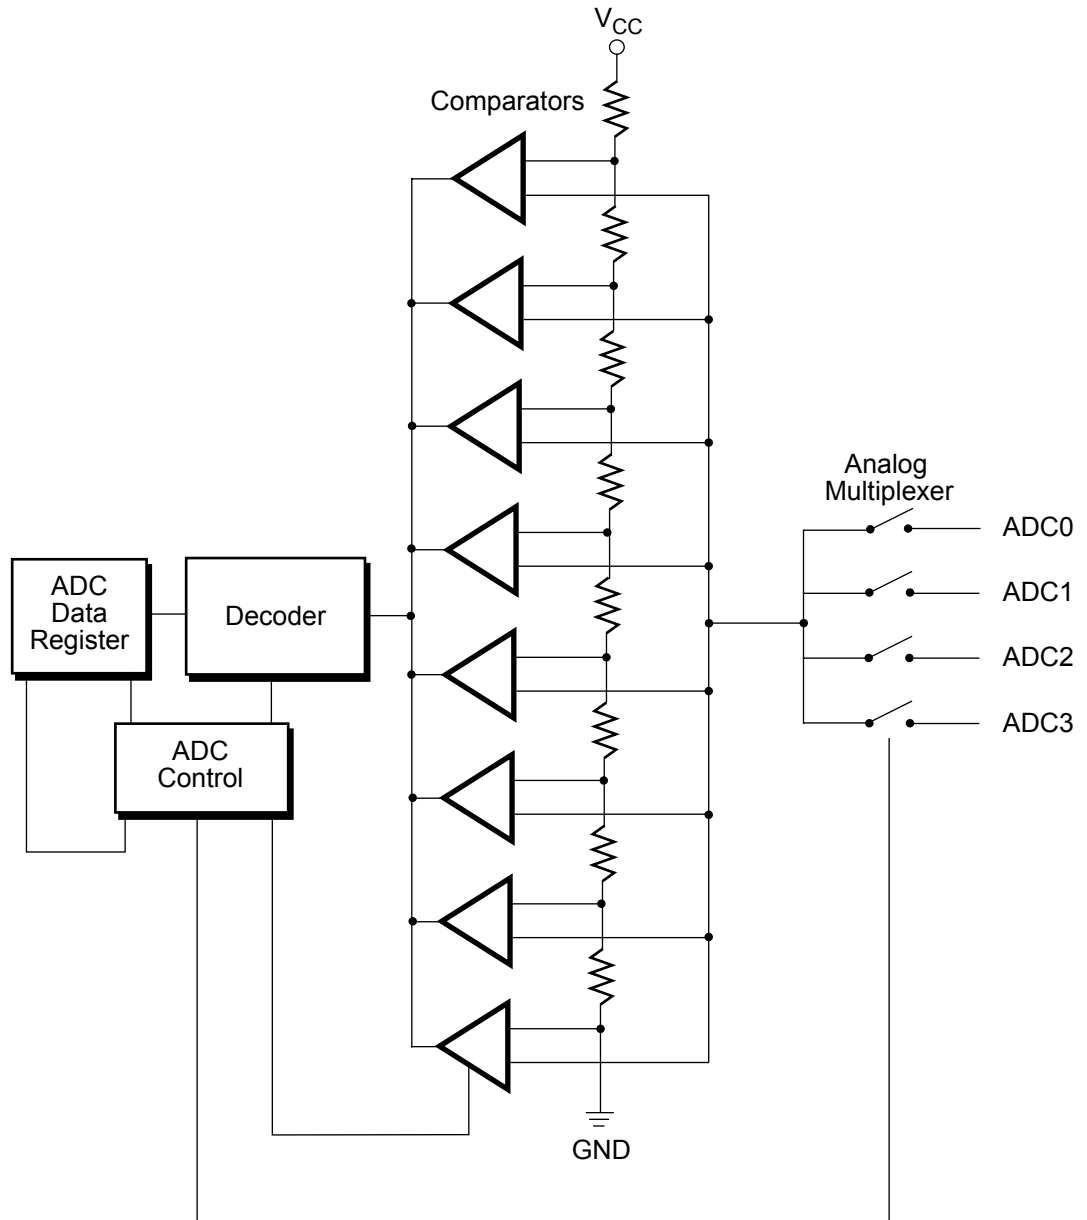 VCC
Comparators
Analog
Multiplexer
ADC0
ADC
Data
Register
Decoder
ADC1
ADC2
ADC3
ADC
Control
GND